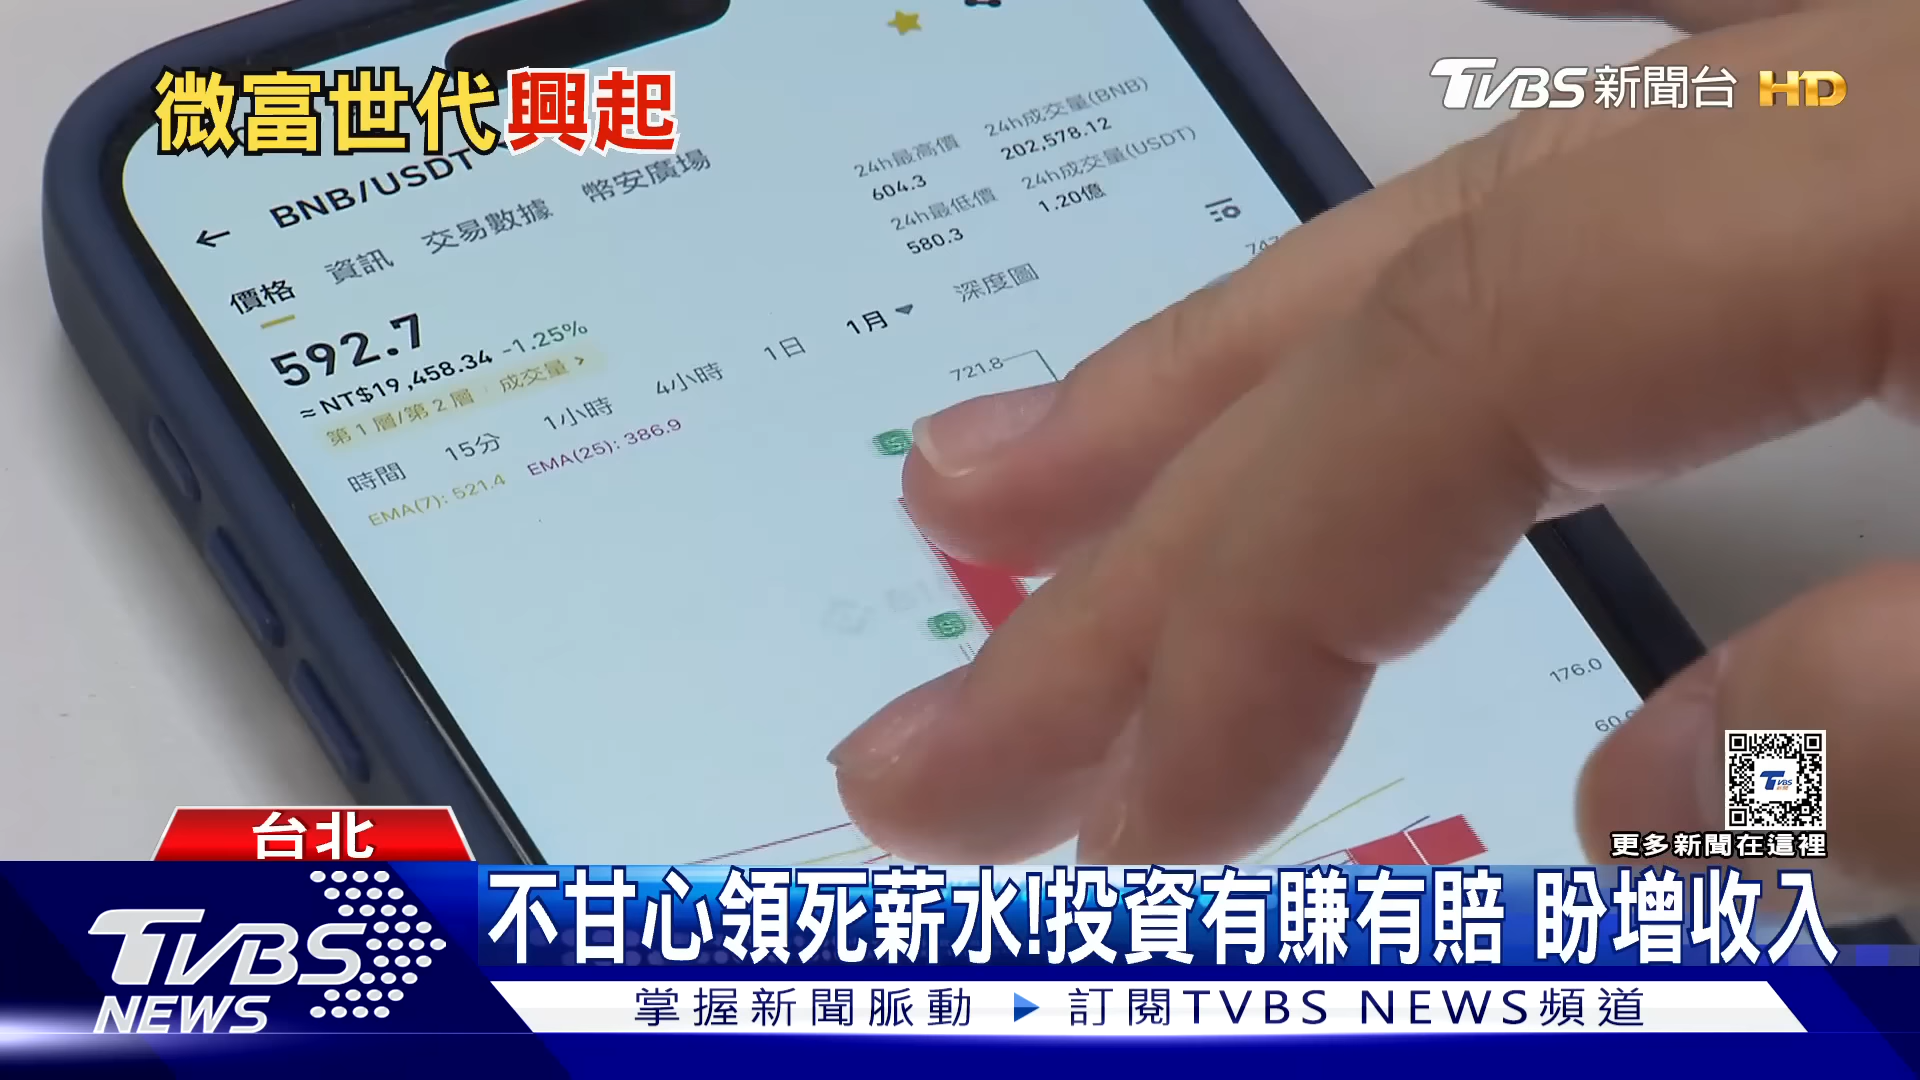 微富世代興起
TVBS新聞台 HD
← BNB/USDT
價格 資訊 交易數據 幣安廣場
592.7
≈NT$19,458.34 -1.25%
第1層/第2層 · 成交量 >
24h最高價
604.3
24h成交量(BNB)
202,578.12
24h最低價
580.3
24h成交量(USDT)
1.20億
時間 15分 1小時 4小時 1日 1月 深度圖
EMA(7): 521.4 EMA(25): 386.9
721.8
176.0
TVBS
更多新聞在這裡
台北
不甘心領死薪水!投資有賺有賠 盼增收入
TVBS NEWS
掌握新聞脈動 ▶ 訂閱TVBS NEWS頻道